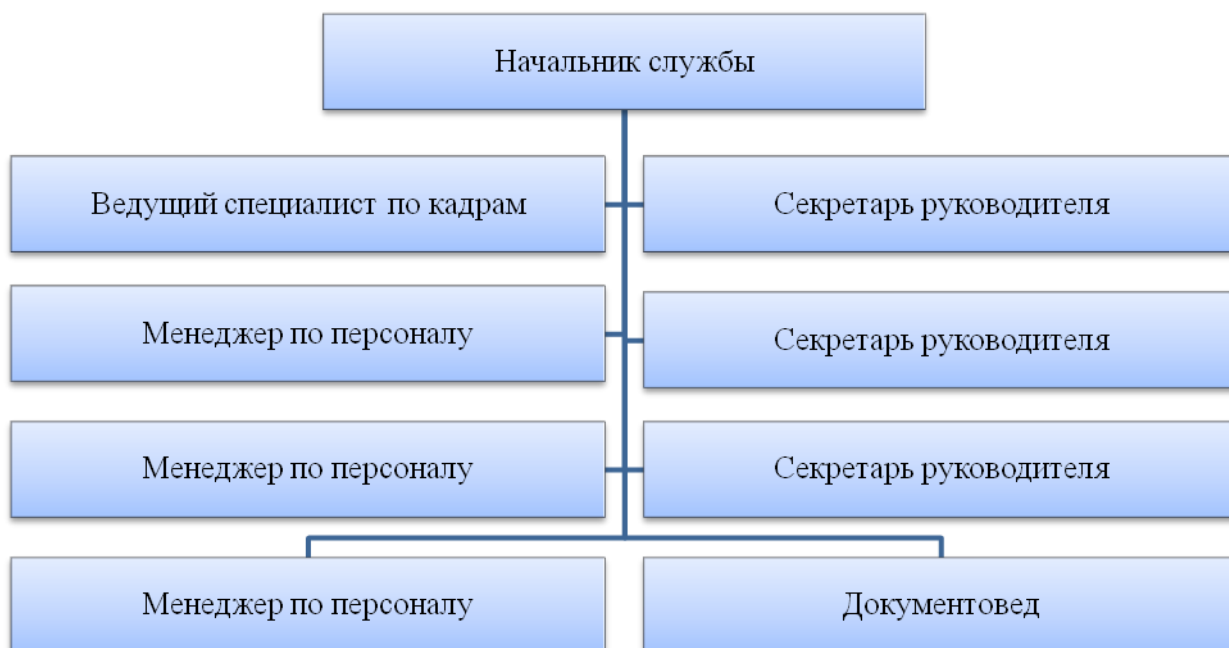 Начальник службы
Ведущий специалист по кадрам
Секретарь руководителя
Менеджер по персоналу
Секретарь руководителя
Менеджер по персоналу
Секретарь руководителя
Менеджер по персоналу
Документовед